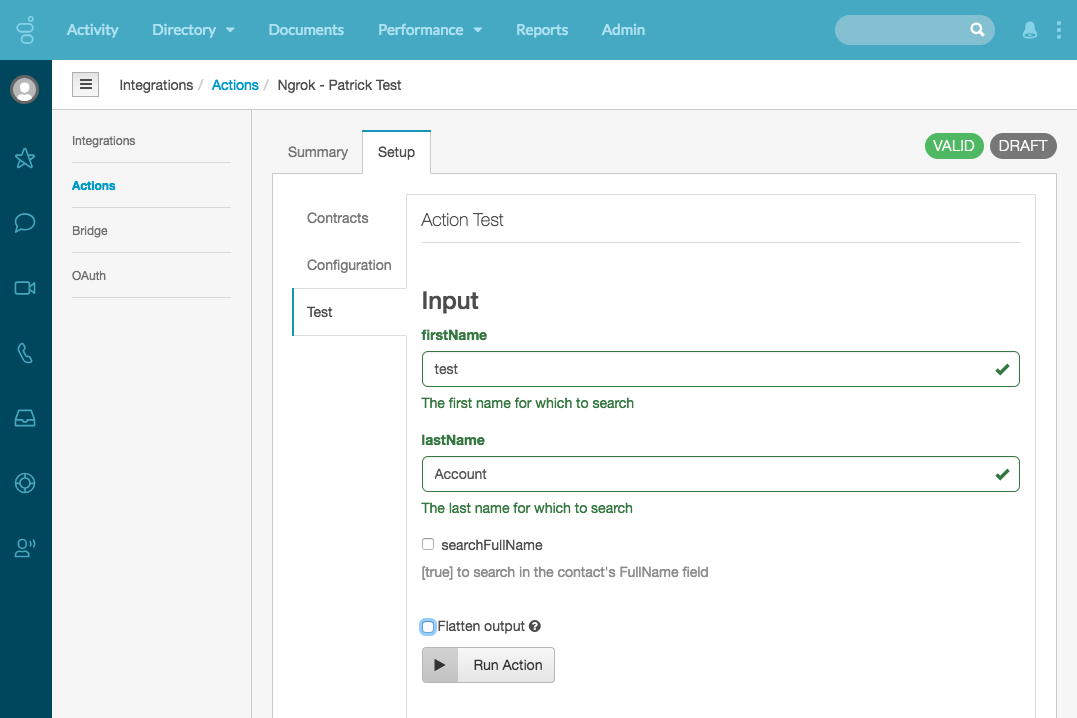 Activity Directory Documents Performance Reports Admin
Integrations / Actions / Ngrok - Patrick Test
Integrations
Actions
Bridge
OAuth
Summary Setup
VALID DRAFT
Contracts
Configuration
Test
Action Test
Input
firstName
test
The first name for which to search
lastName
Account
The last name for which to search
searchFullName
[true] to search in the contact's FullName field
Flatten output ?
Run Action